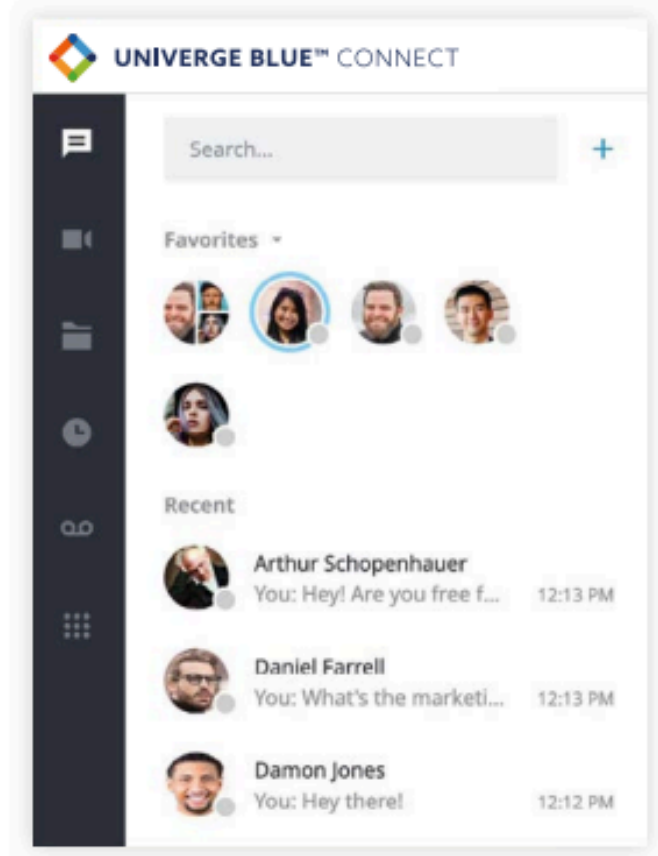 UNIVERGE BLUE™ CONNECT
Search...
Favorites
Recent
Arthur Schopenhauer
You: Hey! Are you free f... 12:13 PM
Daniel Farrell
You: What's the marketi... 12:13 PM
Damon Jones
You: Hey there! 12:12 PM